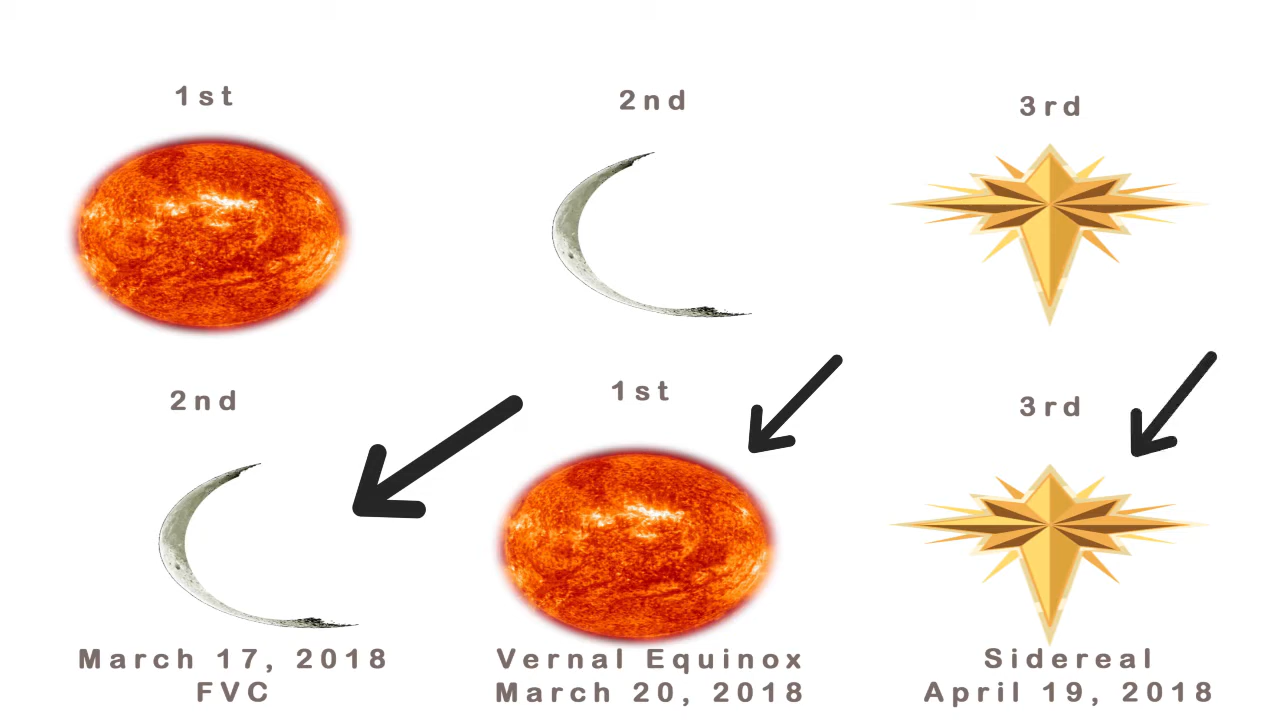 1st
2nd
3rd
2nd
1st
3rd
March 17, 2018
FVC
Vernal Equinox
March 20, 2018
Sidereal
April 19, 2018